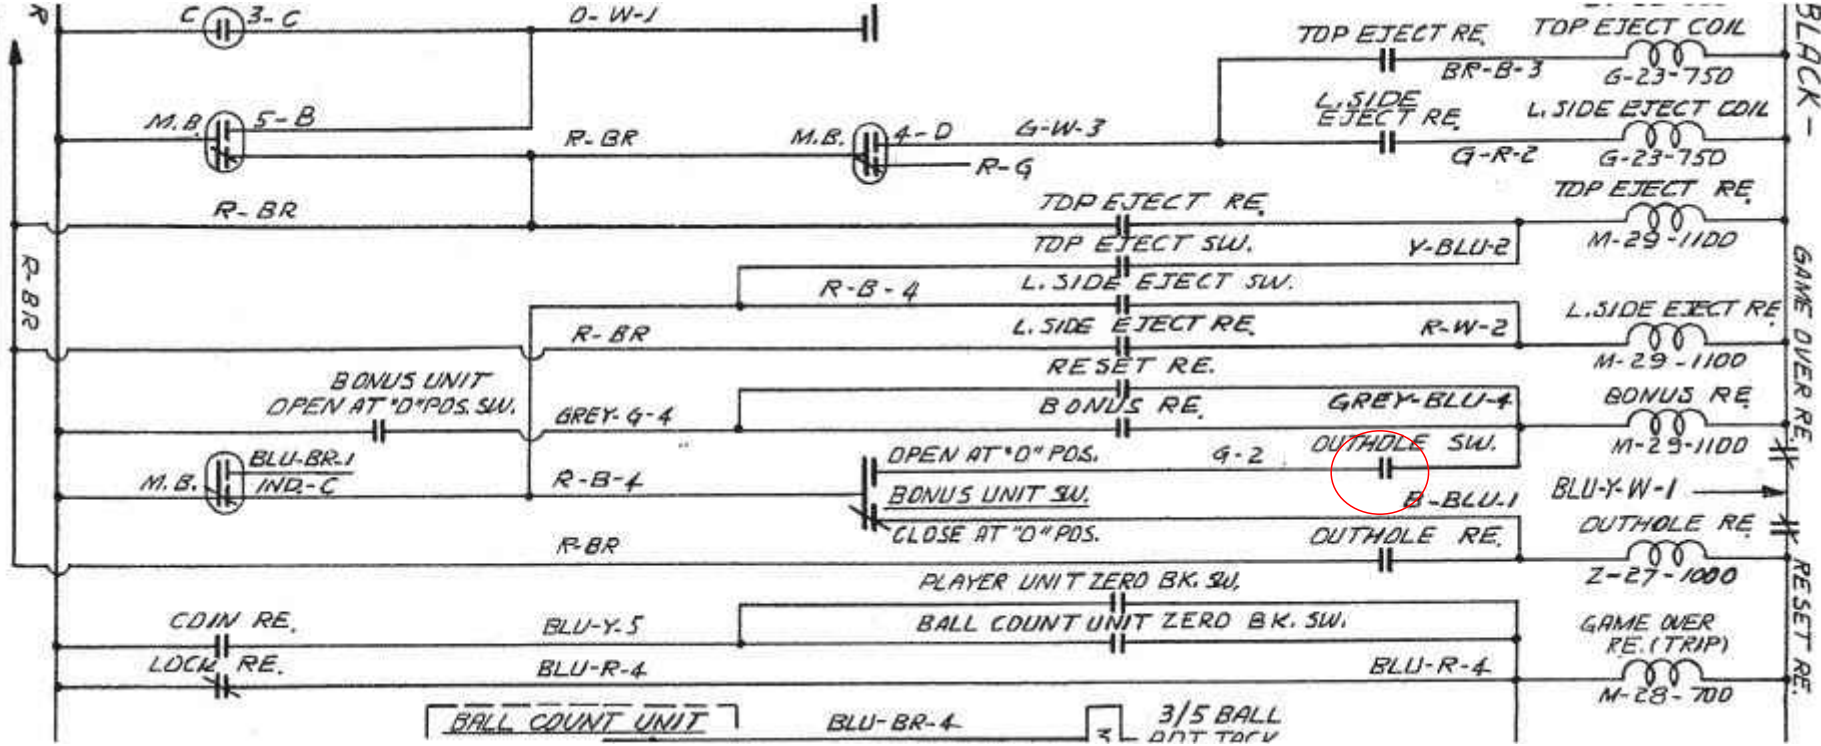 R
C 3-C
O-W-1
TOP EJECT RE.
TOP EJECT COIL
BR-B-3
G-23-750
BLACK-
M.B. 5-B
R-BR
M.B. 4-D
G-W-3
R-G
L. SIDE
EJECT RE.
L. SIDE EJECT COIL
G-R-2
G-23-750
R-BR
TOP EJECT RE.
TOP EJECT RE.
M-29-1100
TOP EJECT SW.
Y-BLU-2
R-BR
R-B-4
L. SIDE EJECT SW.
R-BR
L. SIDE EJECT RE.
R-W-2
L. SIDE EJECT RE.
M-29-1100
GAME OVER RE.
BONUS UNIT
OPEN AT "O" POS. SW.
GREY-G-4
RESET RE.
BONUS RE.
GREY-BLU-4
BONUS RE.
M-29-1100
M.B. BLU-BR-1
IND.-C
R-B-4
OPEN AT "O" POS.
BONUS UNIT SW.
CLOSE AT "O" POS.
G-2
OUTHOLE SW.
B-BLU-1
BLU-Y-W-1
R-BR
OUTHOLE RE.
OUTHOLE RE.
Z-27-1000
RESET RE.
COIN RE.
BLU-Y-5
PLAYER UNIT ZERO BK. SW.
BALL COUNT UNIT ZERO BK. SW.
LOCK RE.
BLU-R-4
BLU-R-4
GAME OVER
RE. (TRIP)
M-28-700
BALL COUNT UNIT
BLU-BR-4
3/5 BALL